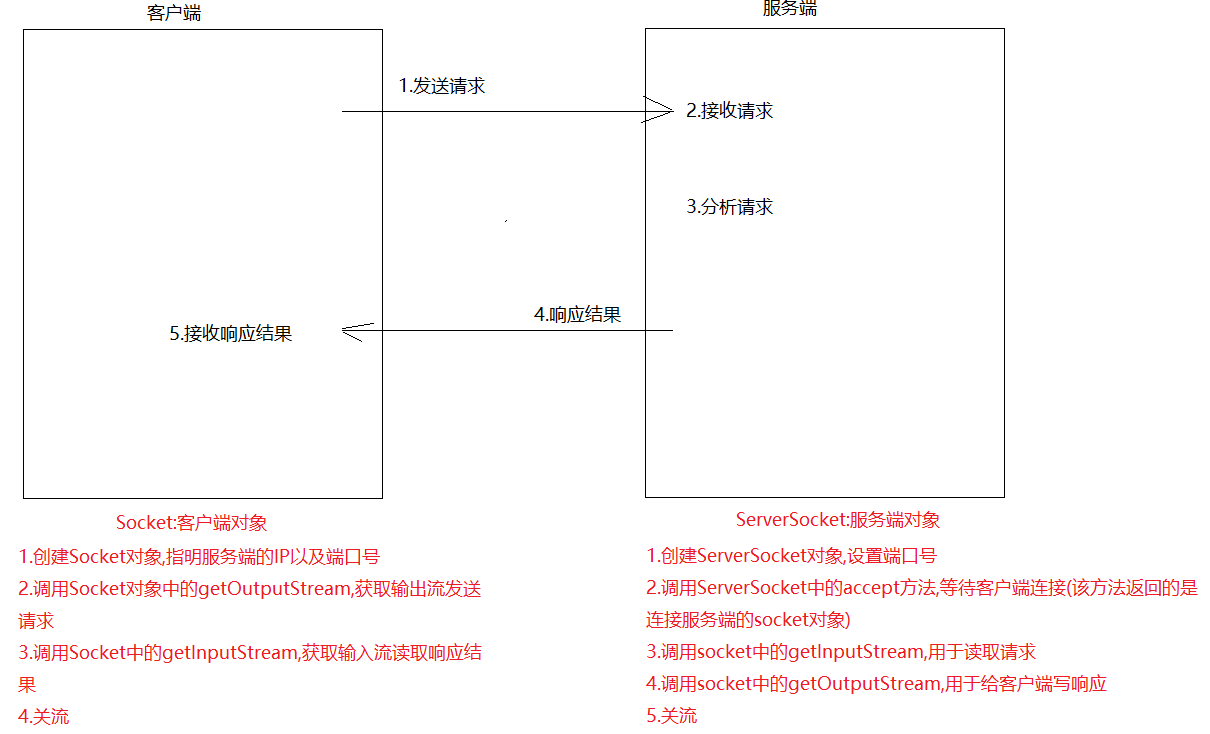 客户端
服务端
1.发送请求
2.接收请求
3.分析请求
4.响应结果
5.接收响应结果
Socket:客户端对象
1.创建Socket对象,指明服务端的IP以及端口号
2.调用Socket对象中的getOutputStream,获取输出流发送
请求
3.调用Socket中的getInputStream,获取输入流读取响应结
果
4.关流
ServerSocket:服务端对象
1.创建ServerSocket对象,设置端口号
2.调用ServerSocket中的accept方法,等待客户端连接(该方法返回的是
连接服务端的socket对象)
3.调用socket中的getInputStream,用于读取请求
4.调用socket中的getOutputStream,用于给客户端写响应
5.关流